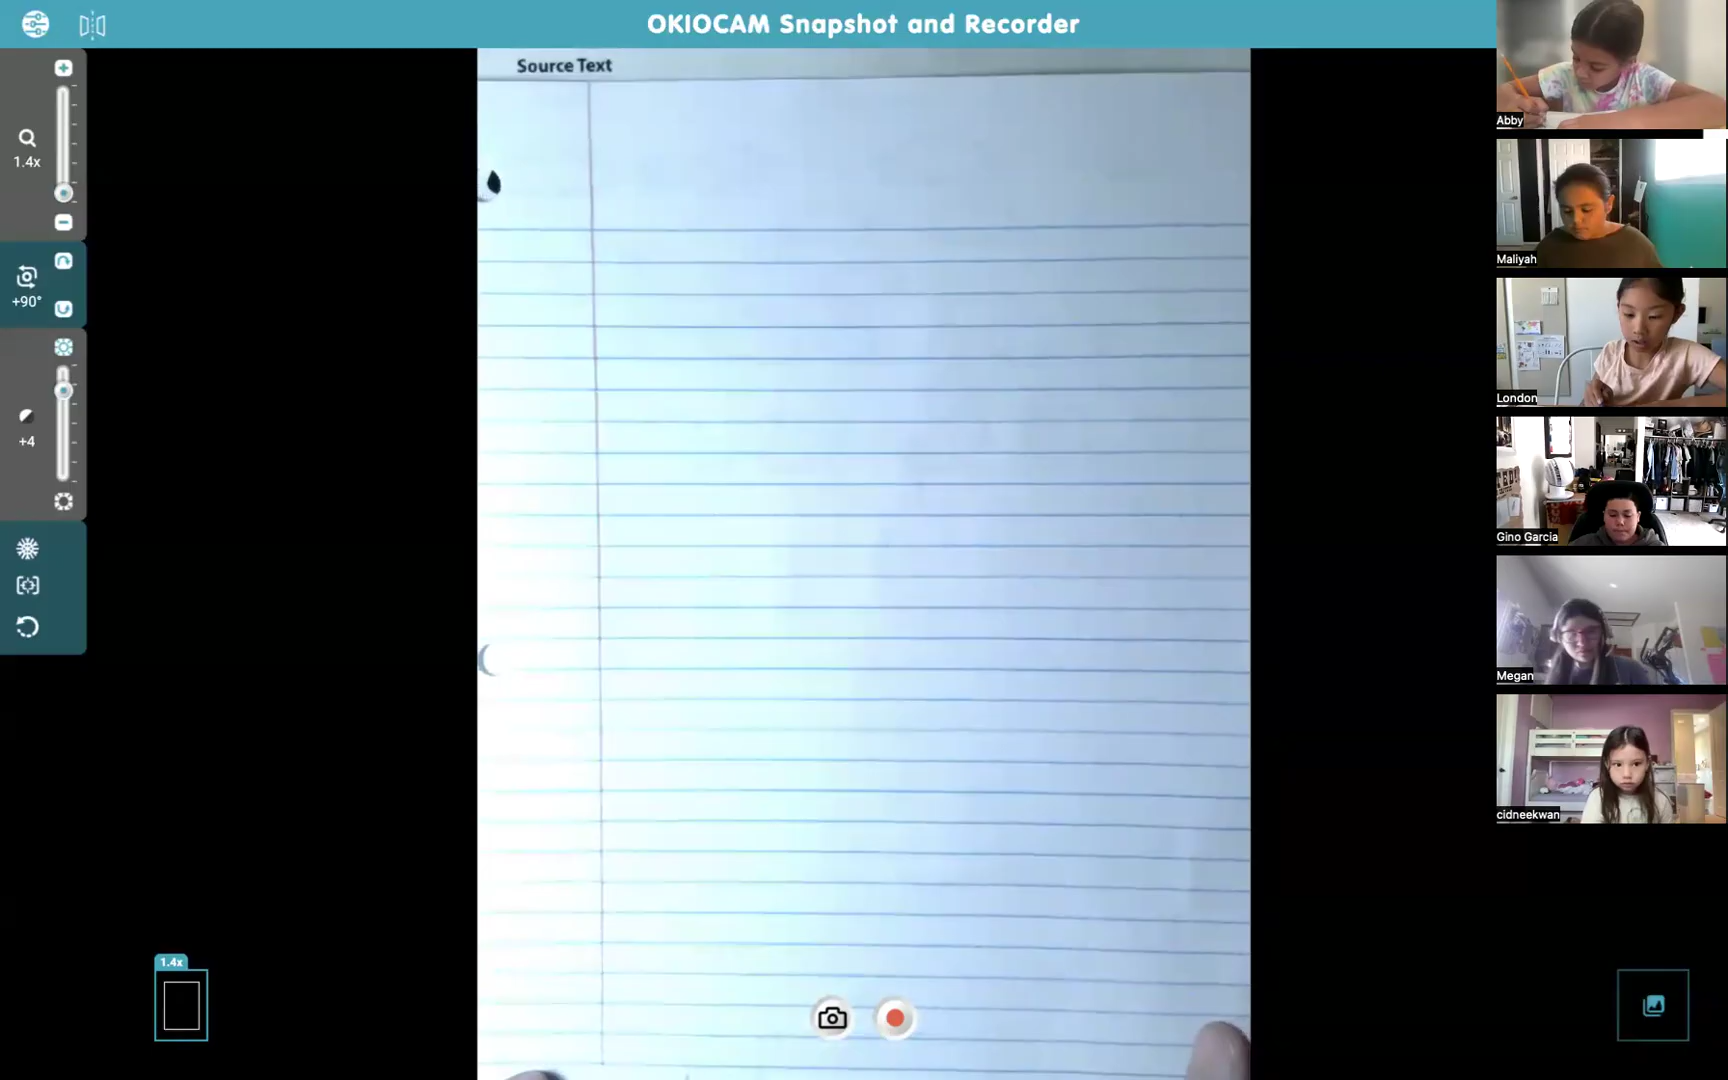 OKIOCAM Snapshot and Recorder
Source Text
1.4x
+90°
+4
1.4x
Abby
Maliyah
London
Gino Garcia
Megan
cidneekwan